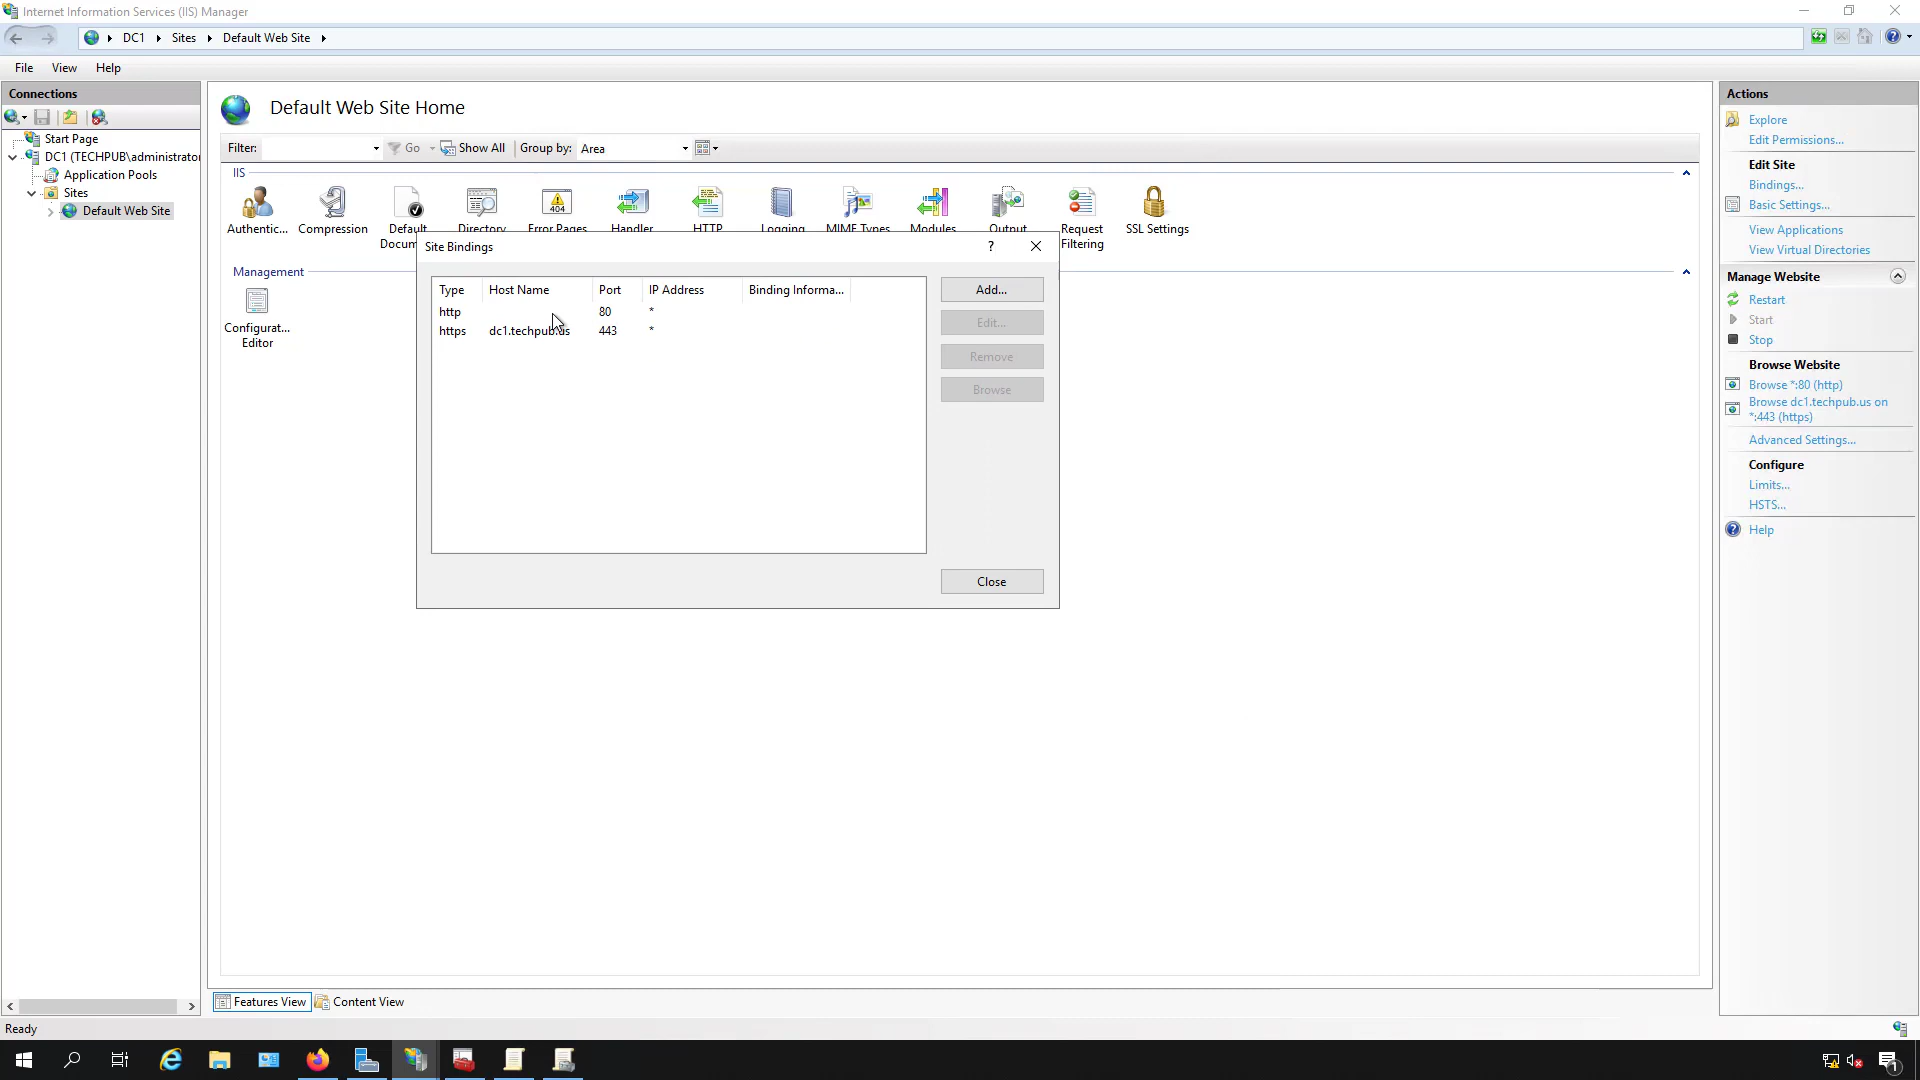 Internet Information Services (IIS) Manager
DC1
Sites
Default Web Site
File
View
Help
Connections
Start Page
DC1 (TECHPUB\administrator
Application Pools
Sites
Default Web Site
Default Web Site Home
Filter:
Go
Show All
Group by:
Area
IIS
Authentic...
Compression
Default
Directory
Error Pages
Handler
HTTP
Logging
MIME Types
Modules
Output
Request
Filtering
SSL Settings
Management
Configurat...
Editor
Site Bindings
?
Type Host Name Port IP Address Binding Informa...
http 80 *
https dc1.techpub.us 443 *
Add...
Edit...
Remove
Browse
Close
Features View
Content View
Ready
Actions
Explore
Edit Permissions...
Edit Site
Bindings...
Basic Settings...
View Applications
View Virtual Directories
Manage Website
Restart
Start
Stop
Browse Website
Browse *:80 (http)
Browse dc1.techpub.us on
*:443 (https)
Advanced Settings...
Configure
Limits...
HSTS...
Help
1